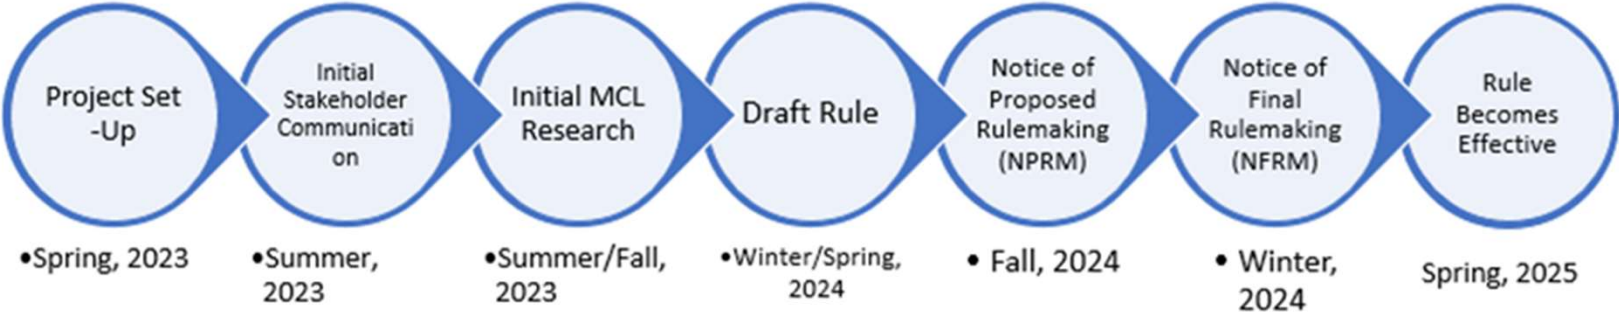 Project Set
-Up
Initial
Stakeholder
Communicati
on
Initial MCL
Research
Draft Rule
Notice of
Proposed
Rulemaking
(NPRM)
Notice of
Final
Rulemaking
(NFRM)
Rule
Becomes
Effective
•Spring, 2023
•Summer,
2023
•Summer/Fall,
2023
•Winter/Spring,
2024
• Fall, 2024
• Winter,
2024
Spring, 2025